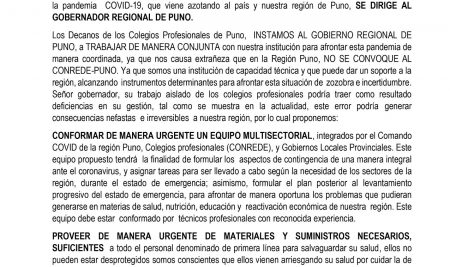 la pandemia COVID-19, que viene azotando al país y nuestra región de Puno, SE DIRIGE AL
GOBERNADOR REGIONAL DE PUNO.
Los Decanos de los Colegios Profesionales de Puno, INSTAMOS AL GOBIERNO REGIONAL DE
PUNO, a TRABAJAR DE MANERA CONJUNTA con nuestra institución para afrontar esta pandemia de
manera coordinada, ya que nos causa extrañeza que en la Región Puno, NO SE CONVOQUE AL
CONREDE-PUNO. Ya que somos una institución de capacidad técnica y que puede dar un soporte a la
región, alcanzando instrumentos determinantes para afrontar esta situación de zozobra e incertidumbre.
Señor gobernador, su trabajo aislado de los colegios profesionales podría traer como resultado
deficiencias en su gestión, tal como se muestra en la actualidad, este error podría generar
consecuencias nefastas e irreversibles a nuestra región, por lo cual proponemos:
CONFORMAR DE MANERA URGENTE UN EQUIPO MULTISECTORIAL, integrados por el Comando
COVID de la región Puno, Colegios profesionales (CONREDE), y Gobiernos Locales Provinciales. Este
equipo propuesto tendrá la finalidad de formular los aspectos de contingencia de una manera integral
ante el coronavirus, y asignar tareas para ser llevado a cabo según la necesidad de los sectores de la
región, durante el estado de emergencia; asimismo, formular el plan posterior al levantamiento
progresivo del estado de emergencia, para afrontar de manera oportuna los problemas que pudieran
generarse en materias de salud, nutrición, educación y reactivación económica de nuestra región. Este
equipo debe estar conformado por técnicos profesionales con reconocida experiencia.
PROVEER DE MANERA URGENTE DE MATERIALES Y SUMINISTROS NECESARIOS,
SUFICIENTES a todo el personal denominado de primera línea para salvaguardar su salud, ellos no
pueden estar desprotegidos somos conscientes que ellos vienen arriesgando su salud por cuidar la de